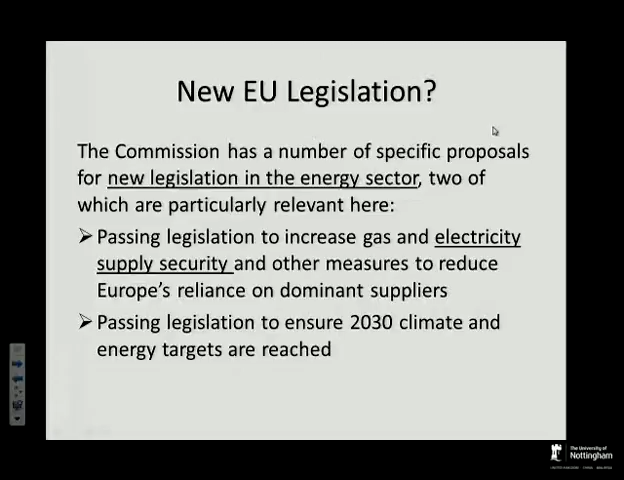 New EU Legislation?
The Commission has a number of specific proposals
for new legislation in the energy sector, two of
which are particularly relevant here:
Passing legislation to increase gas and electricity
supply security and other measures to reduce
Europe's reliance on dominant suppliers
Passing legislation to ensure 2030 climate and
energy targets are reached
The University of
Nottingham